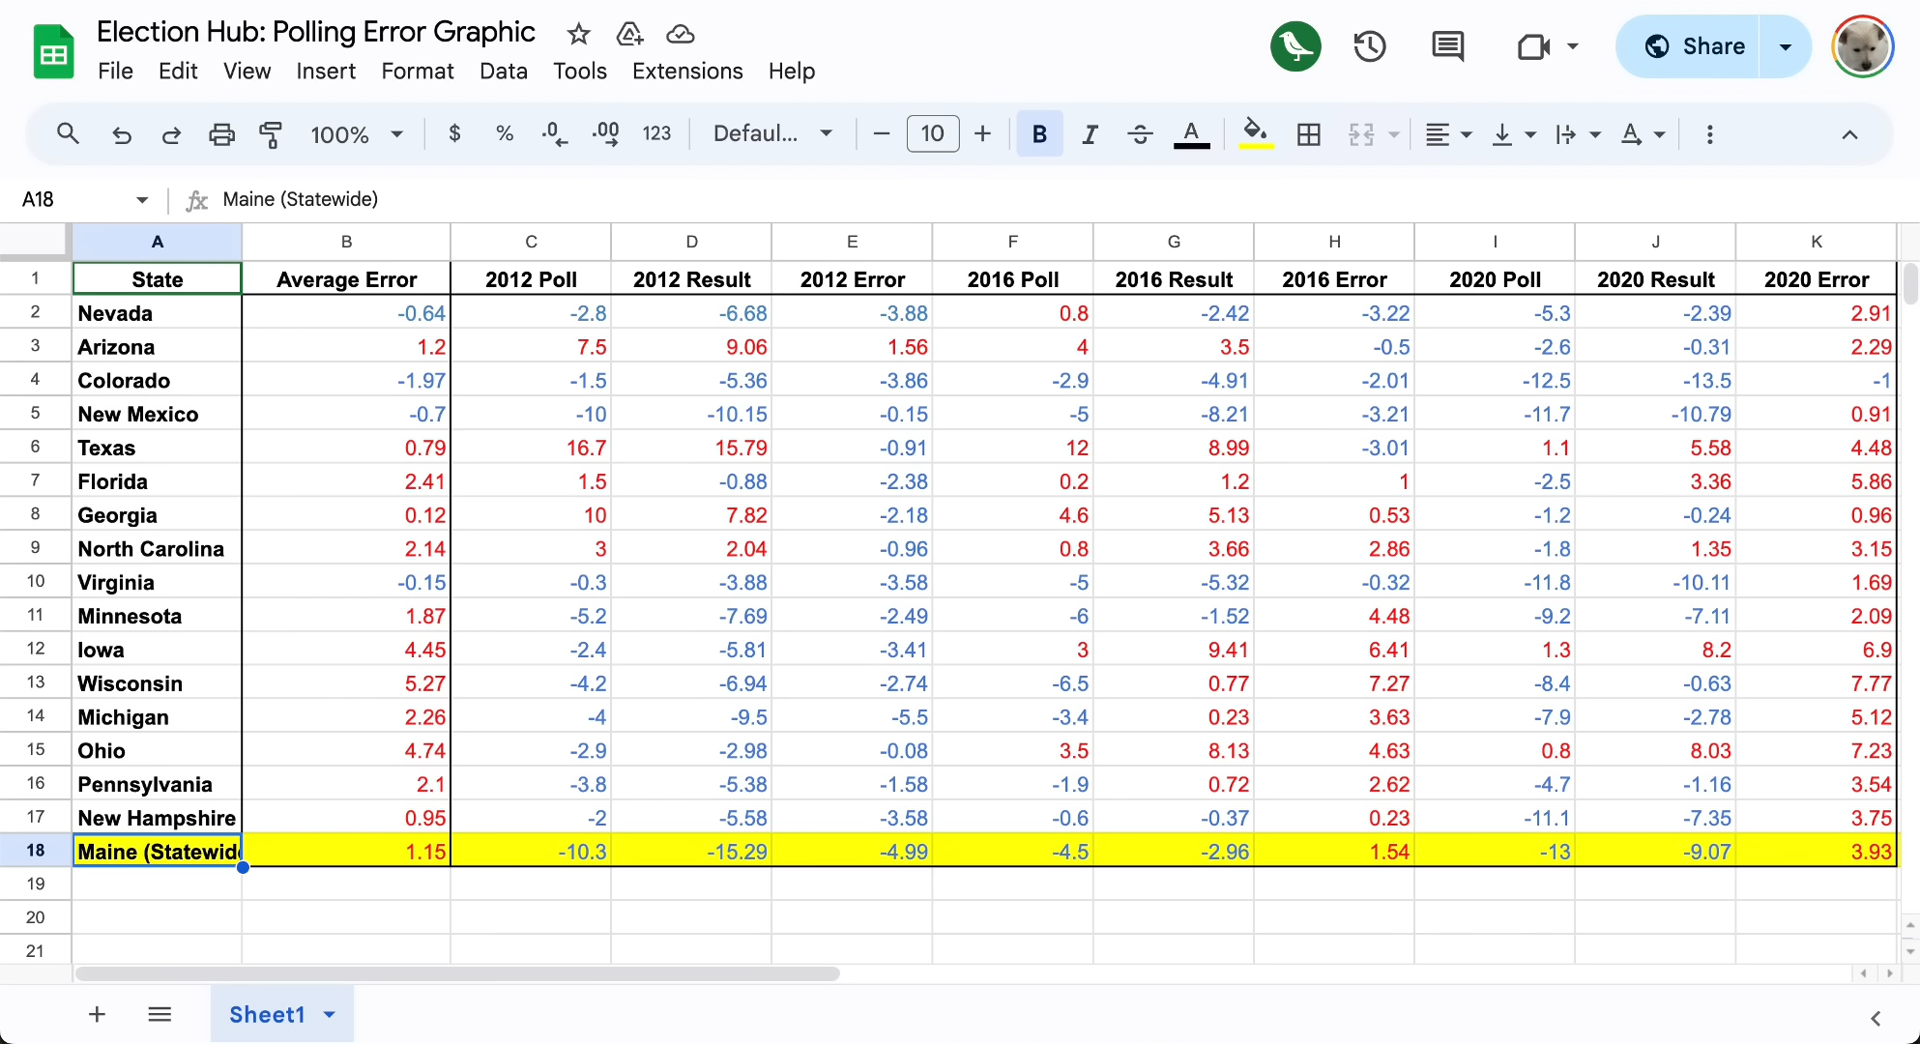 Election Hub: Polling Error Graphic
File Edit View Insert Format Data Tools Extensions Help
Share
100% $ % .0 .00 123 Defaul... − 10 + B I A A
A18 fx Maine (Statewide)
A B C D E F G H I J K
1 State Average Error 2012 Poll 2012 Result 2012 Error 2016 Poll 2016 Result 2016 Error 2020 Poll 2020 Result 2020 Error
2 Nevada -0.64 -2.8 -6.68 -3.88 0.8 -2.42 -3.22 -5.3 -2.39 2.91
3 Arizona 1.2 7.5 9.06 1.56 4 3.5 -0.5 -2.6 -0.31 2.29
4 Colorado -1.97 -1.5 -5.36 -3.86 -2.9 -4.91 -2.01 -12.5 -13.5 -1
5 New Mexico -0.7 -10 -10.15 -0.15 -5 -8.21 -3.21 -11.7 -10.79 0.91
6 Texas 0.79 16.7 15.79 -0.91 12 8.99 -3.01 1.1 5.58 4.48
7 Florida 2.41 1.5 -0.88 -2.38 0.2 1.2 1 -2.5 3.36 5.86
8 Georgia 0.12 10 7.82 -2.18 4.6 5.13 0.53 -1.2 -0.24 0.96
9 North Carolina 2.14 3 2.04 -0.96 0.8 3.66 2.86 -1.8 1.35 3.15
10 Virginia -0.15 -0.3 -3.88 -3.58 -5 -5.32 -0.32 -11.8 -10.11 1.69
11 Minnesota 1.87 -5.2 -7.69 -2.49 -6 -1.52 4.48 -9.2 -7.11 2.09
12 Iowa 4.45 -2.4 -5.81 -3.41 3 9.41 6.41 1.3 8.2 6.9
13 Wisconsin 5.27 -4.2 -6.94 -2.74 -6.5 0.77 7.27 -8.4 -0.63 7.77
14 Michigan 2.26 -4 -9.5 -5.5 -3.4 0.23 3.63 -7.9 -2.78 5.12
15 Ohio 4.74 -2.9 -2.98 -0.08 3.5 8.13 4.63 0.8 8.03 7.23
16 Pennsylvania 2.1 -3.8 -5.38 -1.58 -1.9 0.72 2.62 -4.7 -1.16 3.54
17 New Hampshire 0.95 -2 -5.58 -3.58 -0.6 -0.37 0.23 -11.1 -7.35 3.75
18 Maine (Statewid 1.15 -10.3 -15.29 -4.99 -4.5 -2.96 1.54 -13 -9.07 3.93
19
20
21
Sheet1